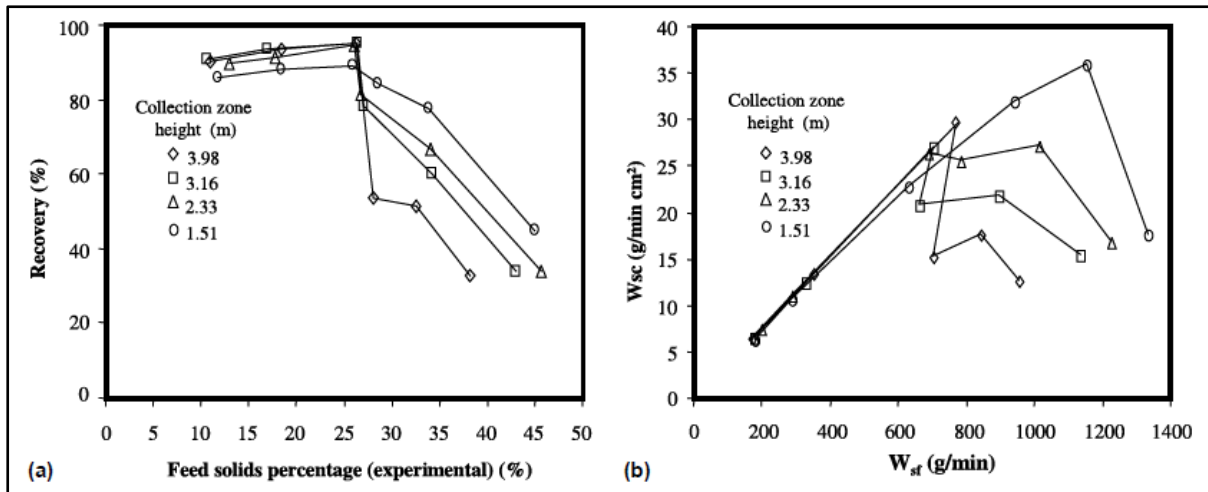 100
80
60
40
20
0
Recovery (%)
Collection zone
height (m)
3.98
3.16
2.33
1.51
0 5 10 15 20 25 30 35 40 45 50
(a)
Feed solids percentage (experimental) (%)
40
35
30
25
20
15
10
5
0
Wsc (g/min cm²)
Collection zone
height (m)
3.98
3.16
2.33
1.51
0 200 400 600 800 1000 1200 1400
(b)
Wsf (g/min)